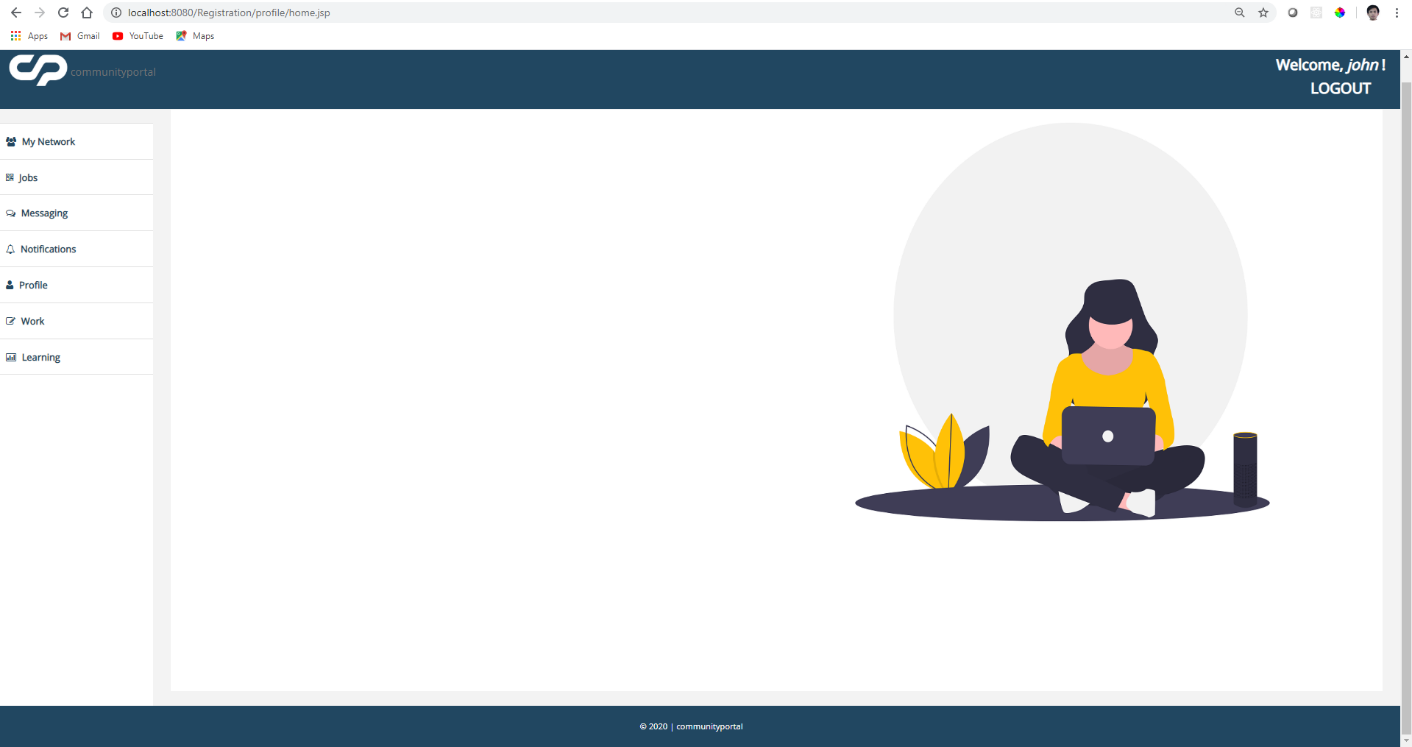 localhost:8080/Registration/profile/home.jsp
Apps Gmail YouTube Maps
CP communityportal
Welcome, john !
LOGOUT
My Network
Jobs
Messaging
Notifications
Profile
Work
Learning
© 2020 | communityportal